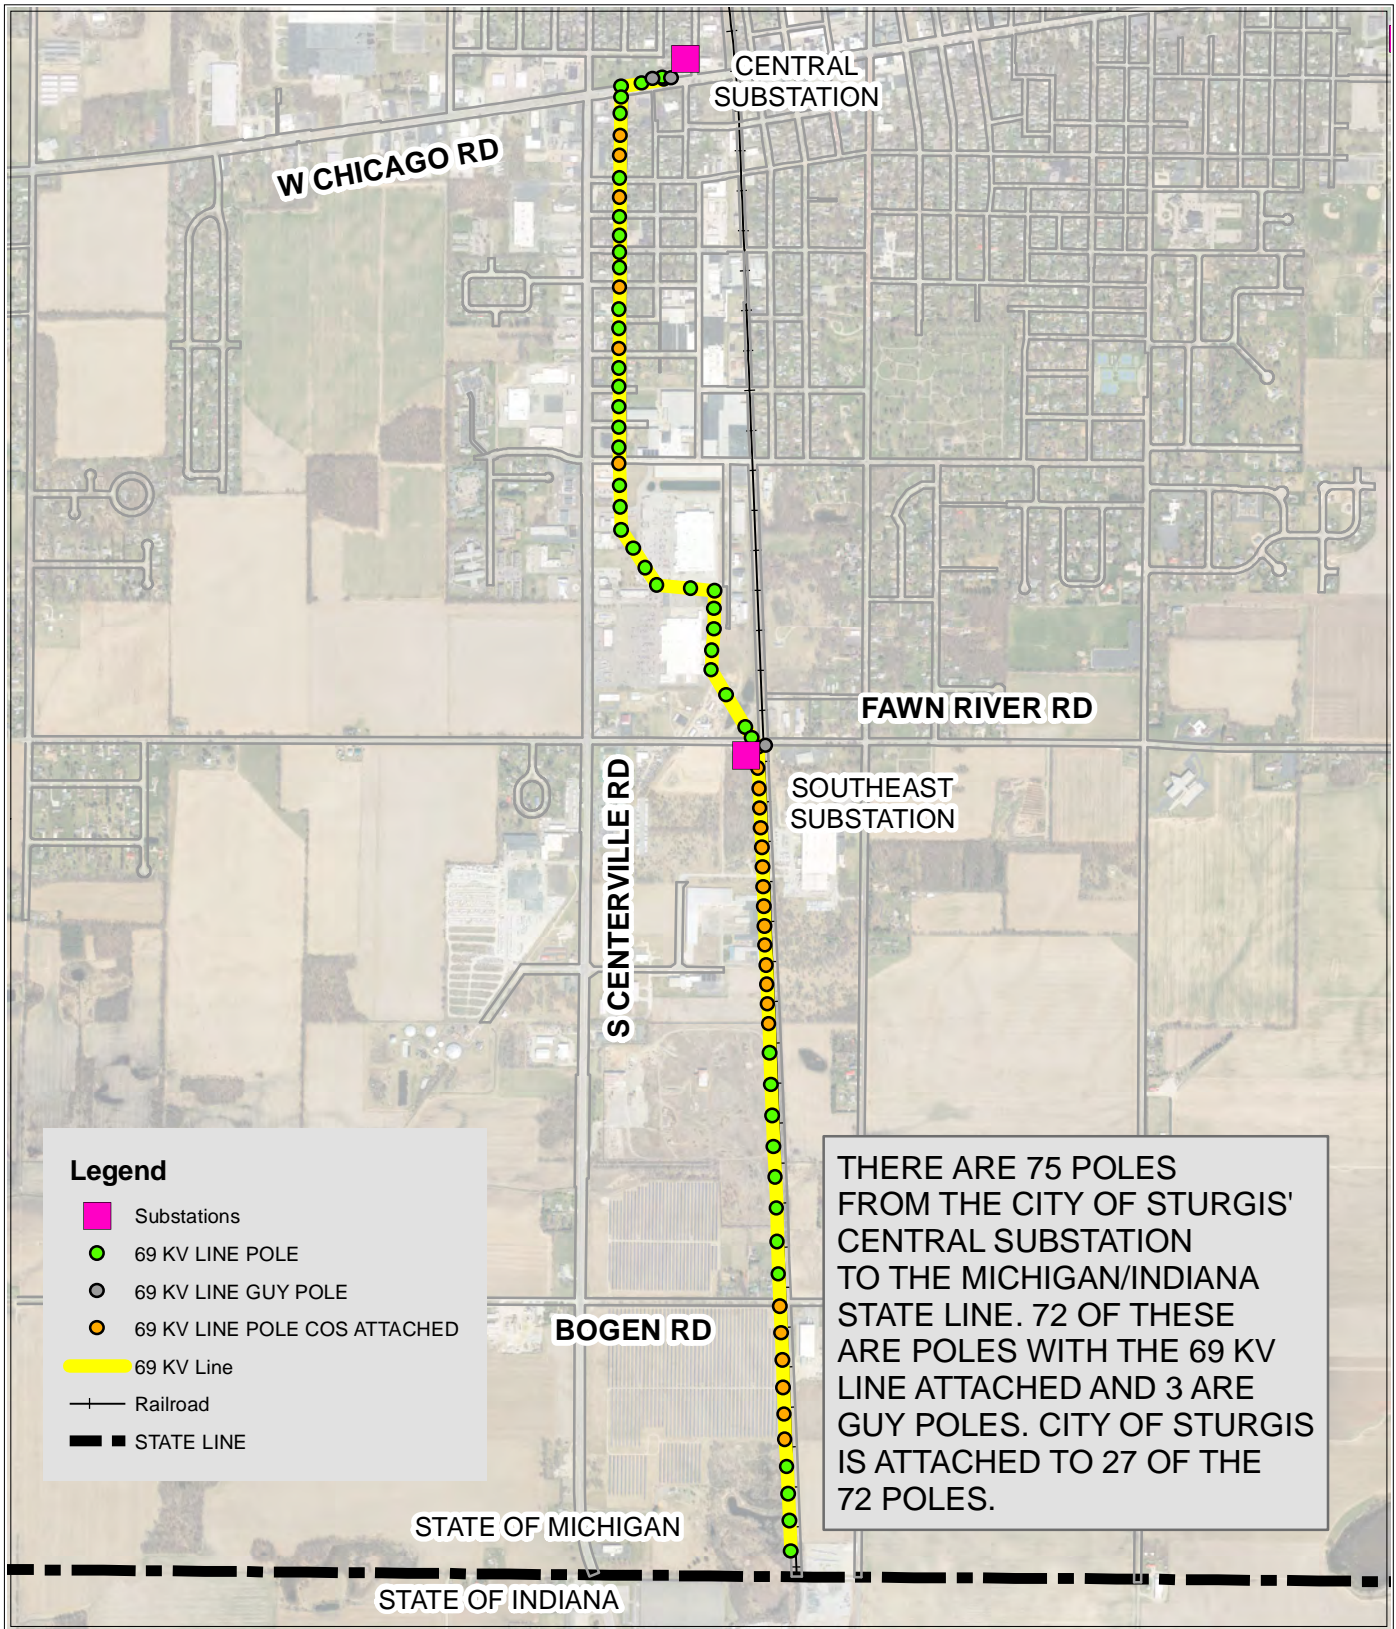 CENTRAL
SUBSTATION
W CHICAGO RD
FAWN RIVER RD
S CENTERVILLE RD
SOUTHEAST
SUBSTATION
Legend
Substations
69 KV LINE POLE
69 KV LINE GUY POLE
69 KV LINE POLE COS ATTACHED
69 KV Line
Railroad
STATE LINE
BOGEN RD
THERE ARE 75 POLES
FROM THE CITY OF STURGIS'
CENTRAL SUBSTATION
TO THE MICHIGAN/INDIANA
STATE LINE. 72 OF THESE
ARE POLES WITH THE 69 KV
LINE ATTACHED AND 3 ARE
GUY POLES. CITY OF STURGIS
IS ATTACHED TO 27 OF THE
72 POLES.
STATE OF MICHIGAN
STATE OF INDIANA